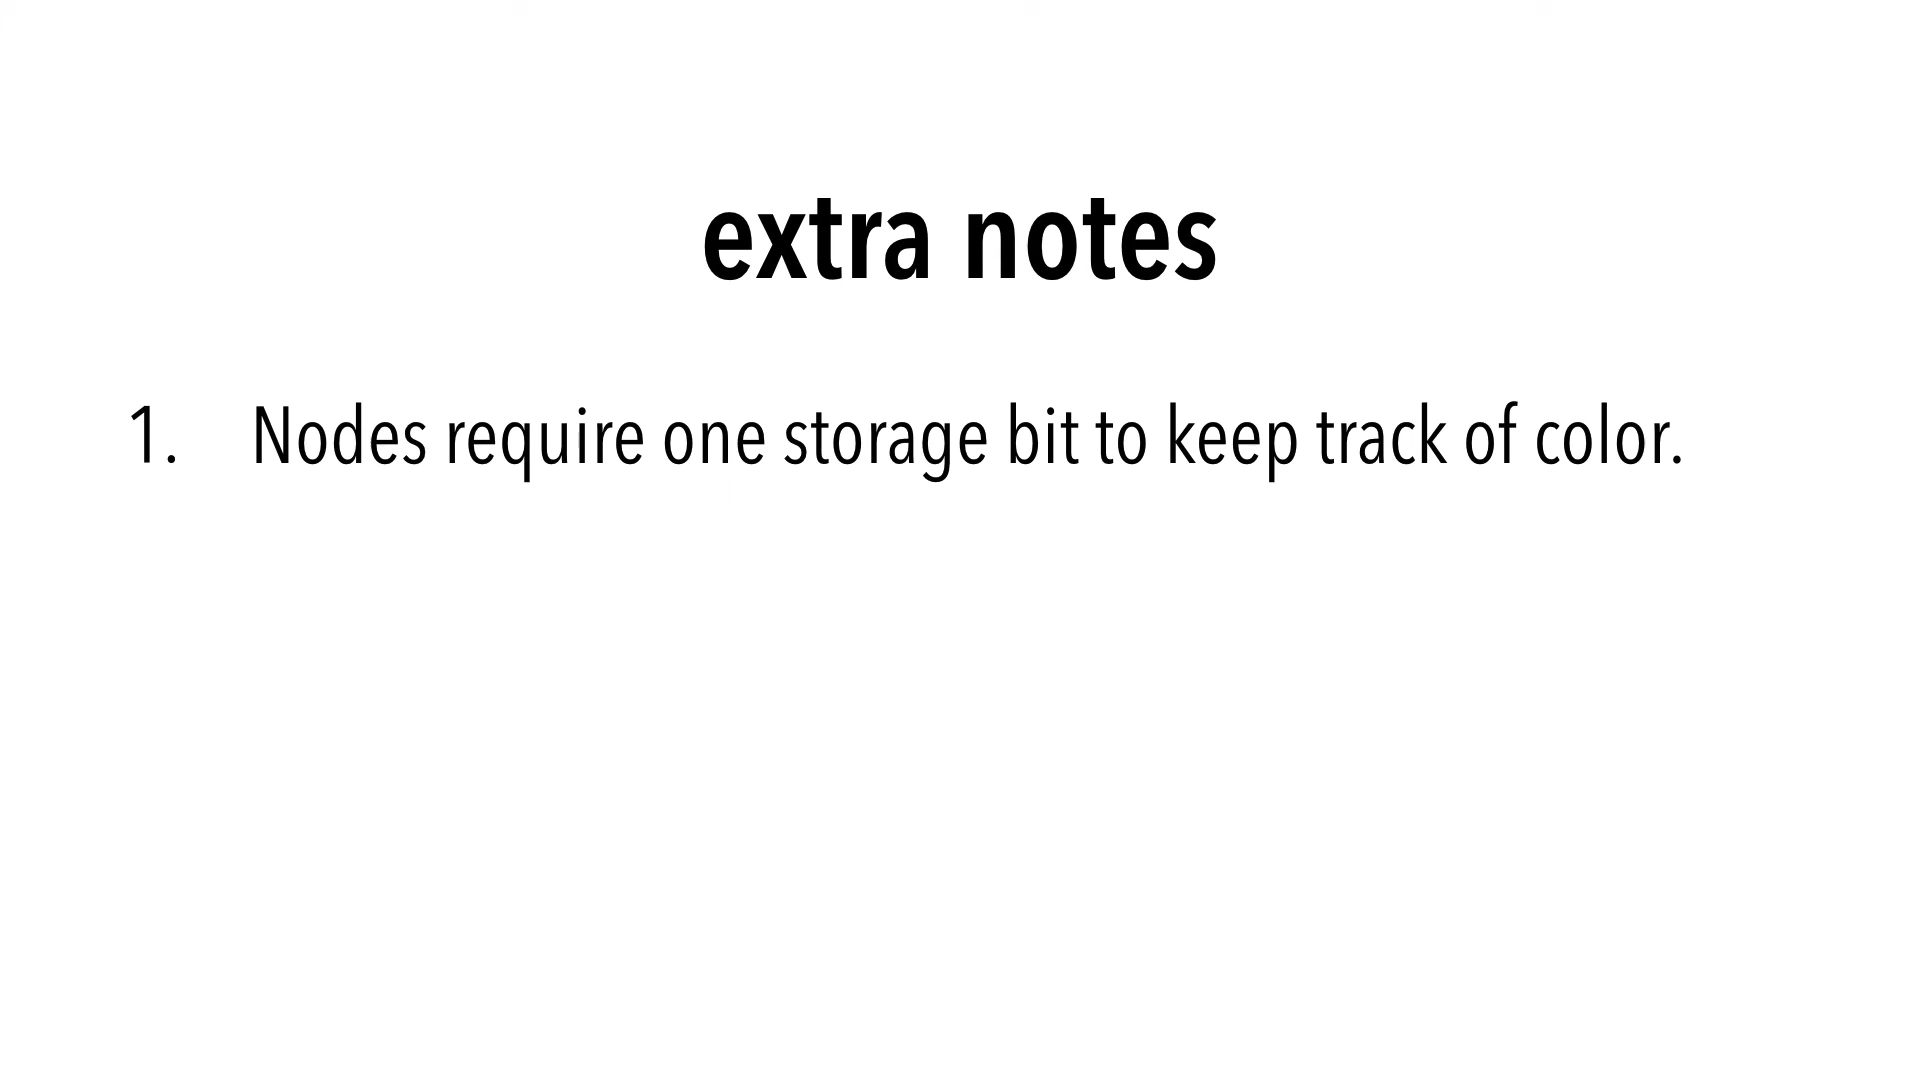 extra notes
1. Nodes require one storage bit to keep track of color.